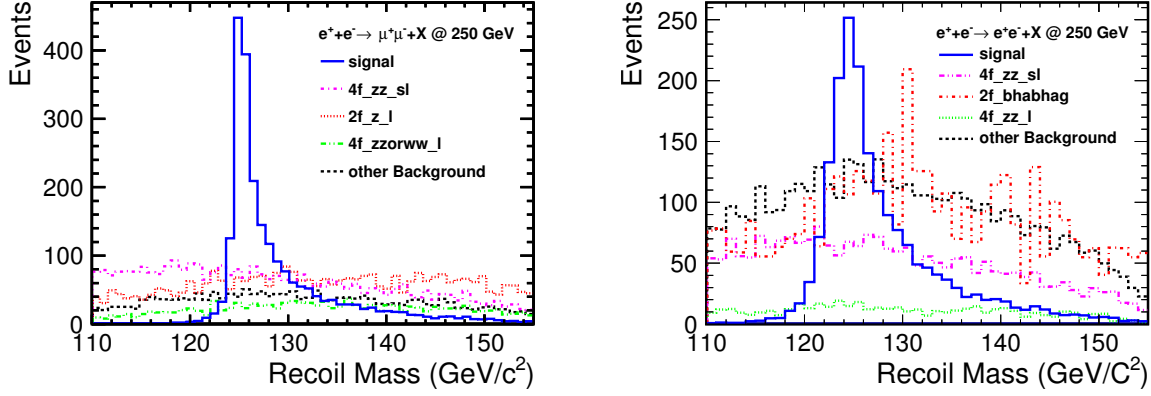 Events
400
300
200
100
0
e⁺+e⁻→ μ⁺μ⁻+X @ 250 GeV
signal
4f_zz_sl
2f_z_l
4f_zzorww_l
other Background
110 120 130 140 150
Recoil Mass (GeV/c²)
Events
250
200
150
100
50
0
e⁺+e⁻→ e⁺e⁻+X @ 250 GeV
signal
4f_zz_sl
2f_bhabhag
4f_zz_l
other Background
110 120 130 140 150
Recoil Mass (GeV/C²)